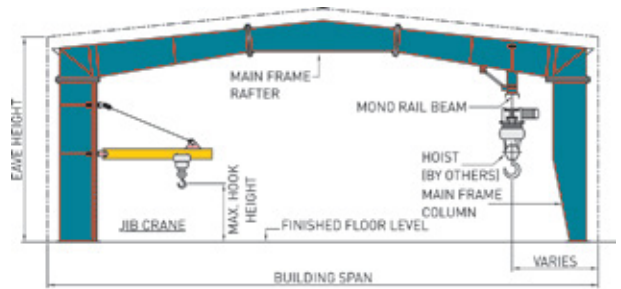 MAIN FRAME
RAFTER
MONO RAIL BEAM
EAVE HEIGHT
HOIST
(BY OTHERS)
MAIN FRAME
COLUMN
MAX. HOOK
HEIGHT
JIB CRANE
FINISHED FLOOR LEVEL
VARIES
BUILDING SPAN